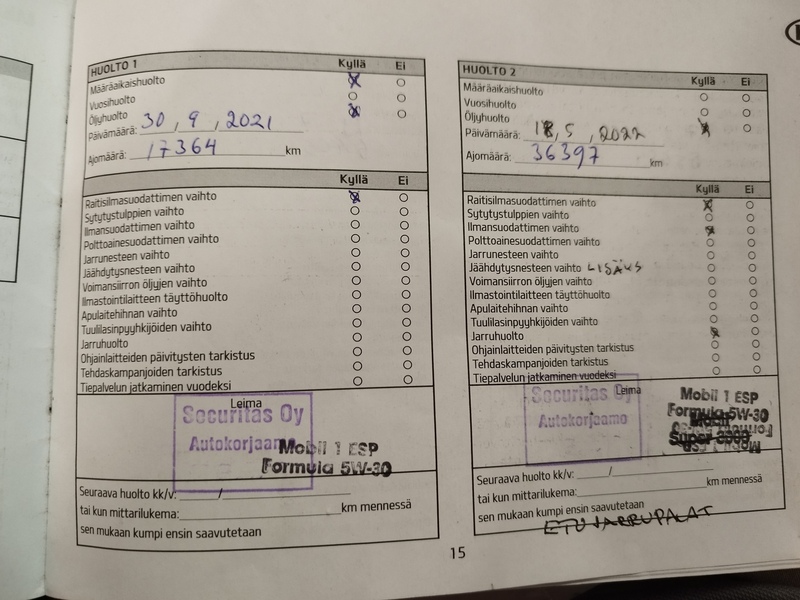 HUOLTO 1 Kyllä Ei
Määräaikaishuolto
Vuosihuolto
Öljyhuolto
Päivämäärä: 30 , 9 , 2021
Ajomäärä: 17364 km
Kyllä Ei
Raitisilmasuodattimen vaihto
Sytytystulppien vaihto
Ilmansuodattimen vaihto
Polttoainesuodattimen vaihto
Jarrunesteen vaihto
Jäähdytysnesteen vaihto
Voimansiirron öljyjen vaihto
Ilmastointilaitteen täyttöhuolto
Apulaitehihnan vaihto
Tuulilasinpyyhkijöiden vaihto
Jarruhuolto
Ohjainlaitteiden päivitysten tarkistus
Tehdaskampanjoiden tarkistus
Tiepalvelun jatkaminen vuodeksi
Leima
Securitas Oy
Autokorjaamo
Mobil 1 ESP
Formula 5W-30
Seuraava huolto kk/v: /
tai kun mittarilukema: km mennessä
sen mukaan kumpi ensin saavutetaan
HUOLTO 2 Kyllä Ei
Määräaikaishuolto
Vuosihuolto
Öljyhuolto
Päivämäärä: 18 , 5 , 2022
Ajomäärä: 36397 km
Kyllä Ei
Raitisilmasuodattimen vaihto
Sytytystulppien vaihto
Ilmansuodattimen vaihto
Polttoainesuodattimen vaihto
Jarrunesteen vaihto
Jäähdytysnesteen vaihto LISÄYS
Voimansiirron öljyjen vaihto
Ilmastointilaitteen täyttöhuolto
Apulaitehihnan vaihto
Tuulilasinpyyhkijöiden vaihto
Jarruhuolto
Ohjainlaitteiden päivitysten tarkistus
Tehdaskampanjoiden tarkistus
Tiepalvelun jatkaminen vuodeksi
Leima
Securitas Oy
Autokorjaamo
Mobil 1 ESP
Formula 5W-30
Mobil
Super 3000
Seuraava huolto kk/v: /
tai kun mittarilukema: km mennessä
sen mukaan kumpi ensin saavutetaan
ETUJARRUPALAT
15